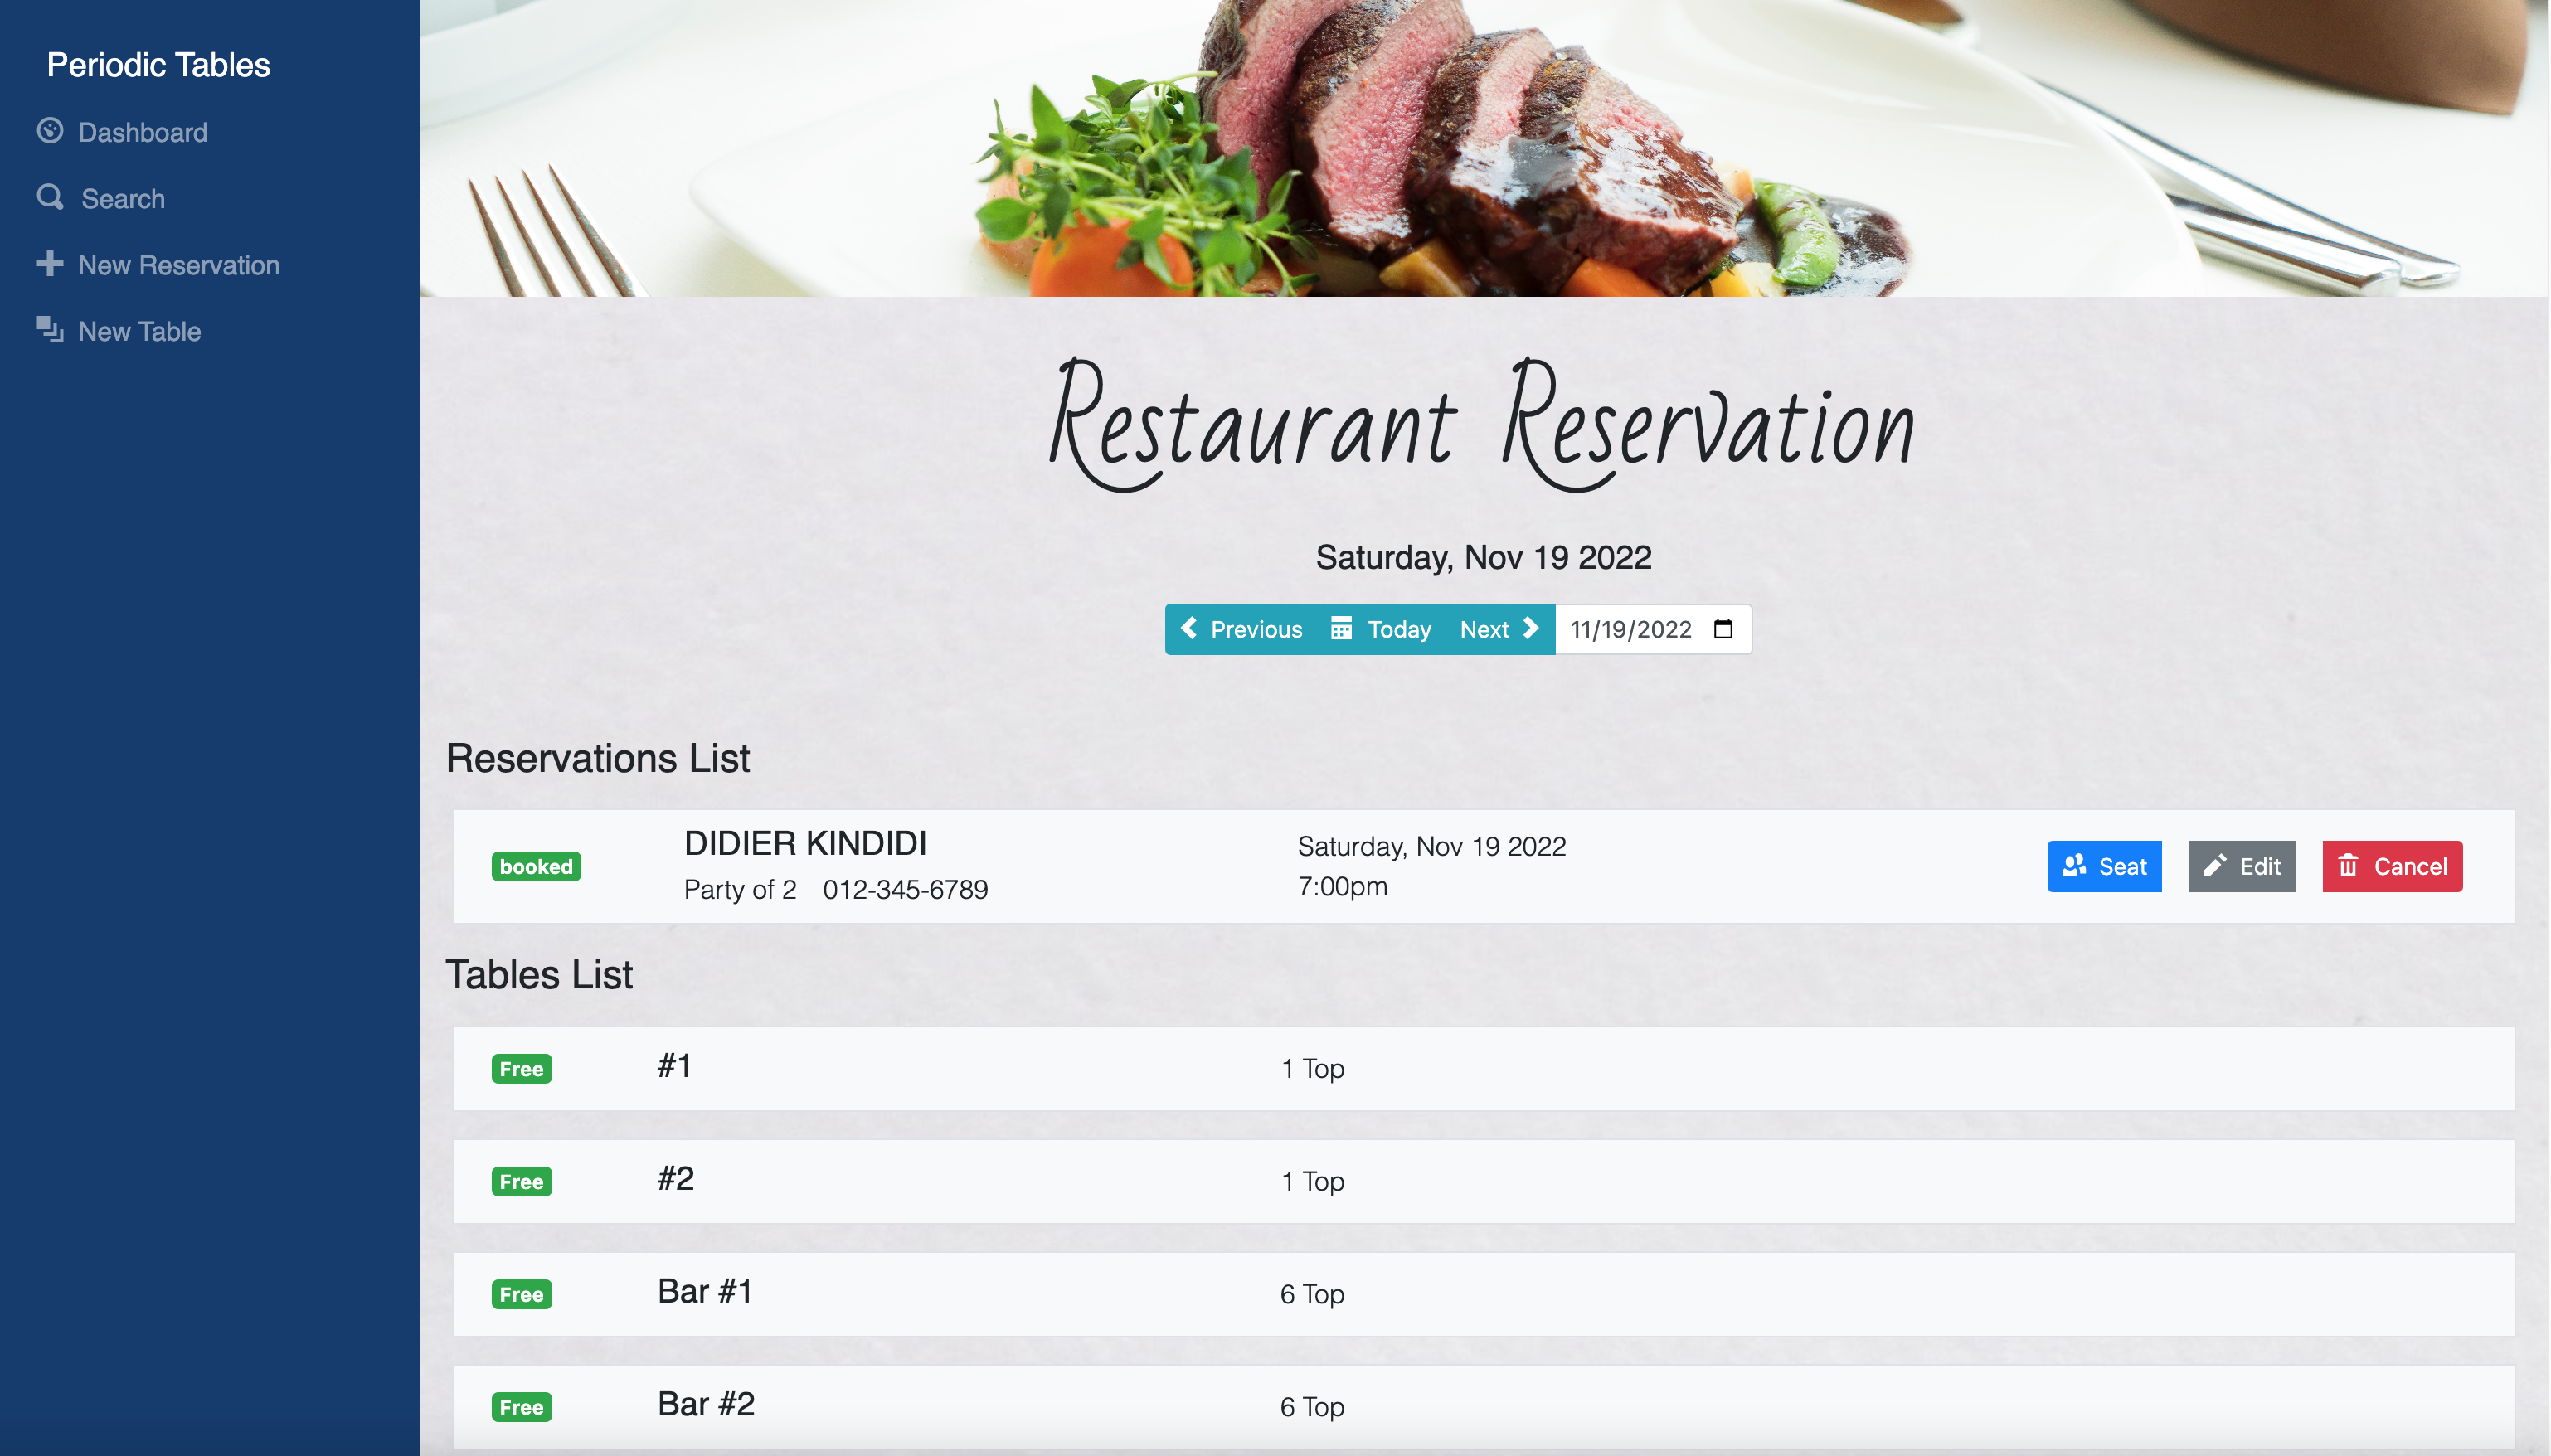 Periodic Tables
Dashboard
Search
New Reservation
New Table
Restaurant Reservation
Saturday, Nov 19 2022
Previous Today Next 11/19/2022
Reservations List
booked
DIDIER KINDIDI
Party of 2 012-345-6789
Saturday, Nov 19 2022
7:00pm
Seat Edit Cancel
Tables List
Free #1 1 Top
Free #2 1 Top
Free Bar #1 6 Top
Free Bar #2 6 Top